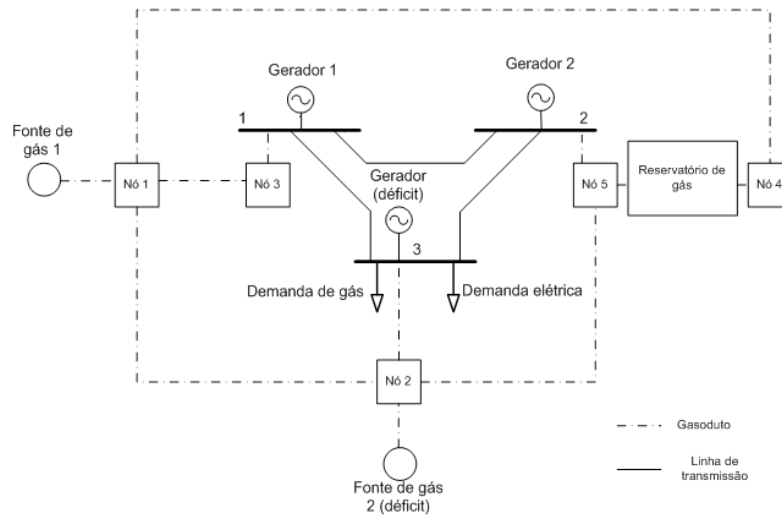 Gerador 1
Gerador 2
Fonte de
gás 1
1
2
Gerador
(déficit)
Nó 1
Nó 3
Nó 5
Reservatório de
gás
Nó 4
3
Demanda de gás
Demanda elétrica
Nó 2
Gasoduto
Linha de
transmissão
Fonte de gás
2 (déficit)